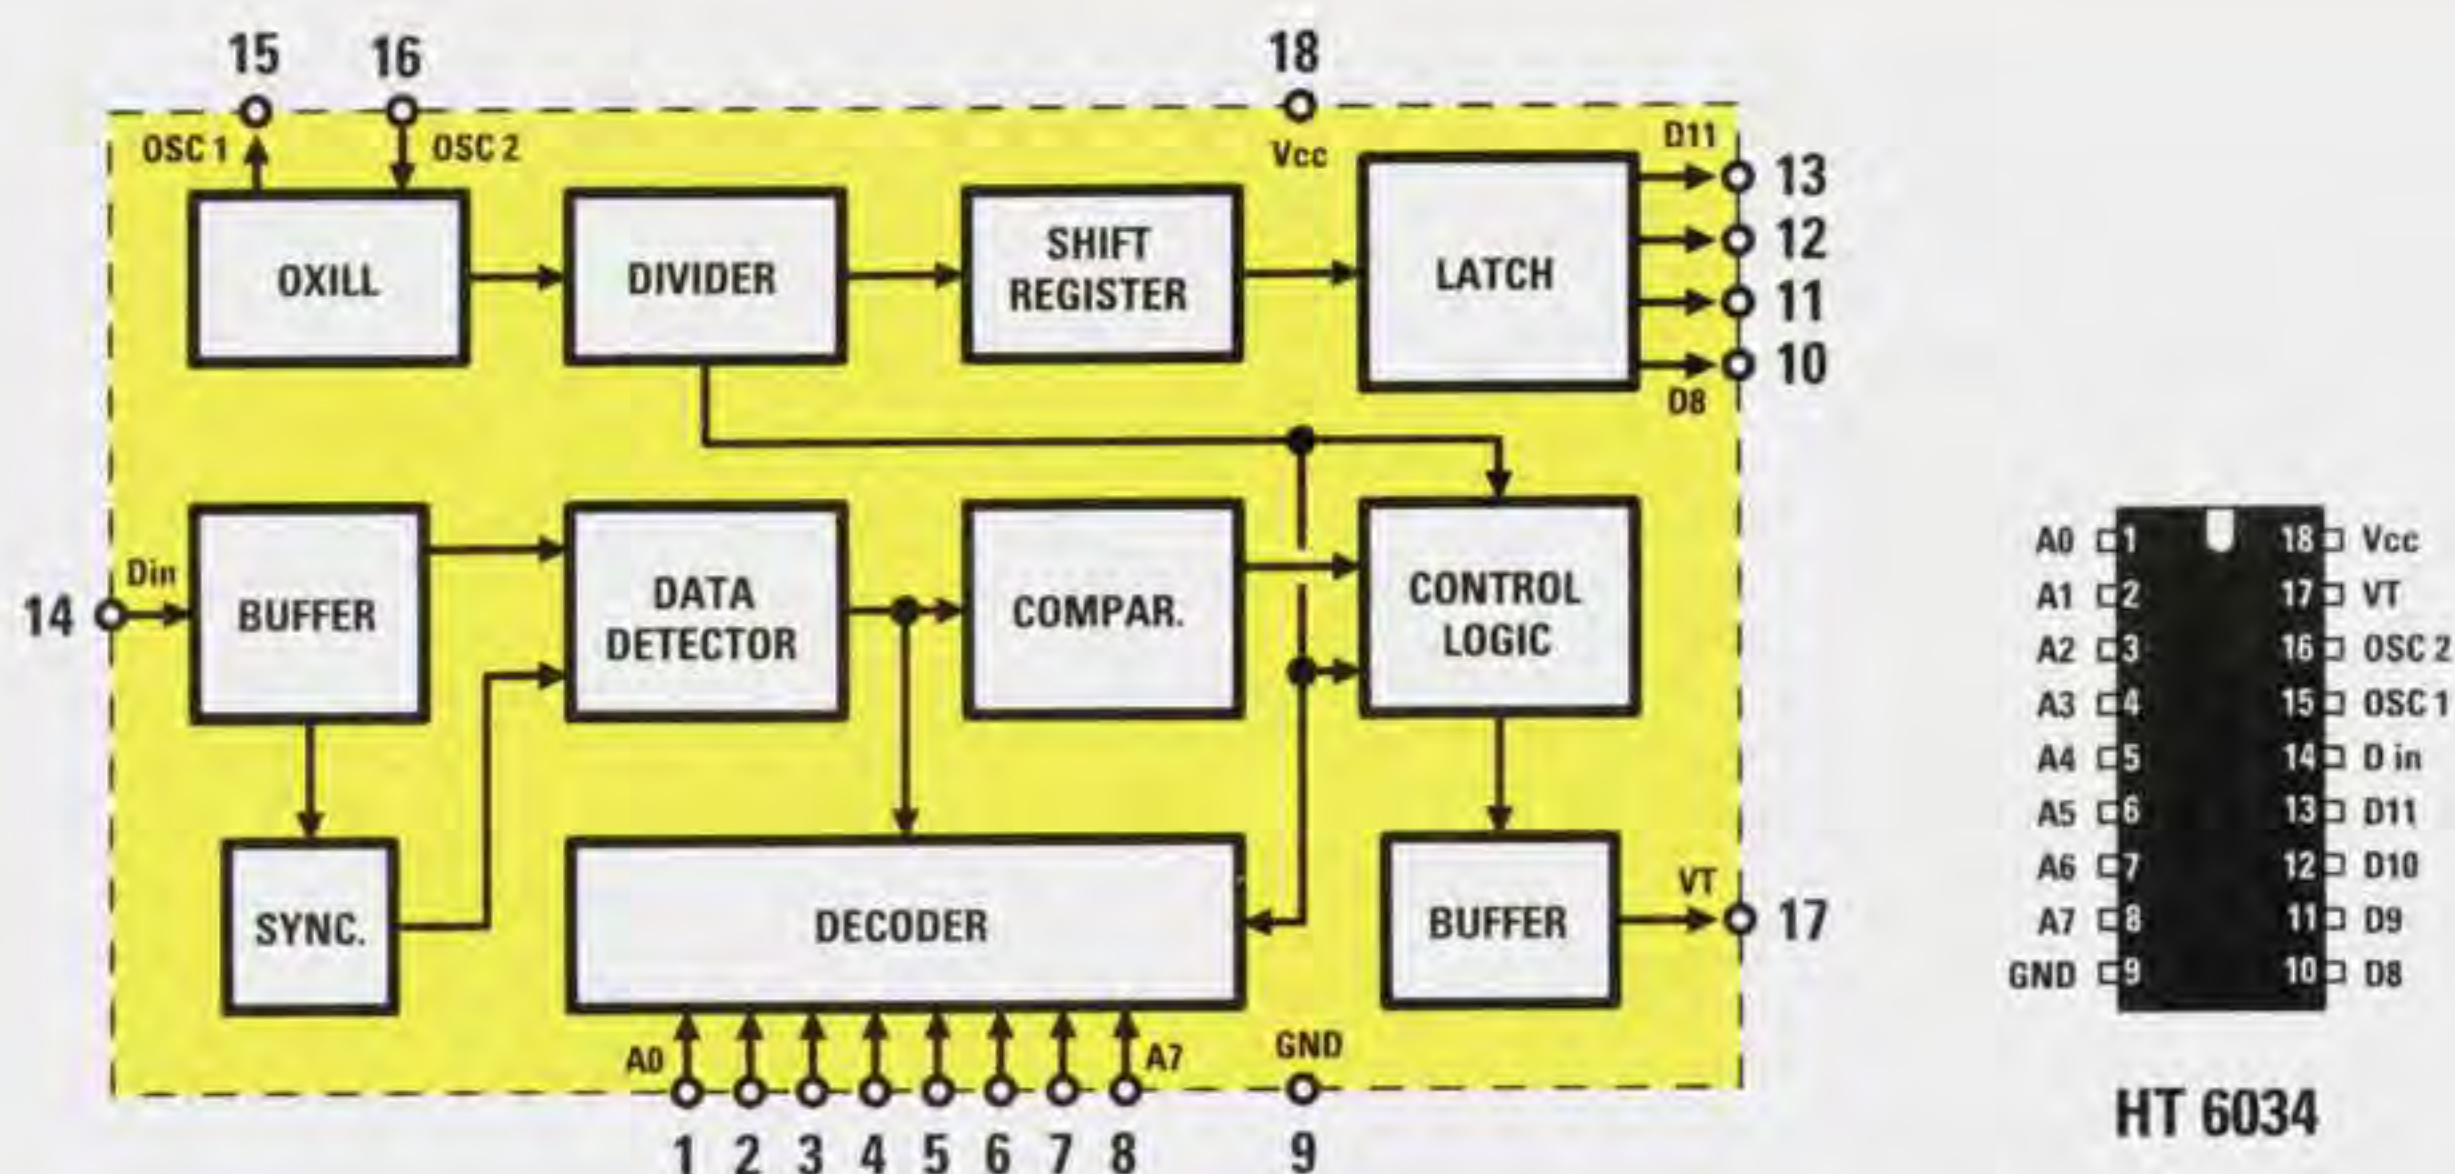 15 16 18
OSC 1 OSC 2 Vcc D11
13
12
11
10
D8
OXILL
DIVIDER
SHIFT
REGISTER
LATCH
14
Din
BUFFER
DATA
DETECTOR
COMPAR.
CONTROL
LOGIC
SYNC.
DECODER
BUFFER
VT
17
A0 A7 GND
1 2 3 4 5 6 7 8 9
A0 1 18 Vcc
A1 2 17 VT
A2 3 16 OSC 2
A3 4 15 OSC 1
A4 5 14 D in
A5 6 13 D11
A6 7 12 D10
A7 8 11 D9
GND 9 10 D8
HT 6034